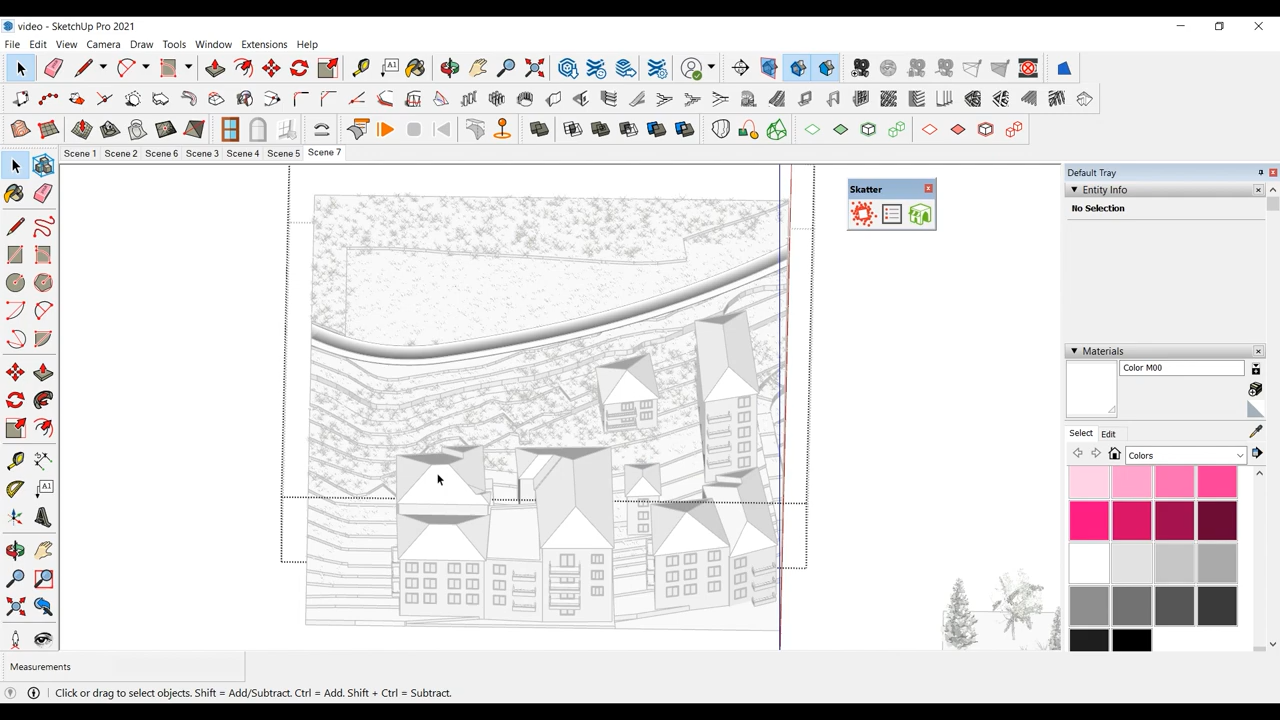 video - SketchUp Pro 2021
File Edit View Camera Draw Tools Window Extensions Help
Scene 1 Scene 2 Scene 6 Scene 3 Scene 4 Scene 5 Scene 7
Skatter
Default Tray
Entity Info
No Selection
Materials
Color M00
Select Edit
Colors
Measurements
Click or drag to select objects. Shift = Add/Subtract. Ctrl = Add. Shift + Ctrl = Subtract.